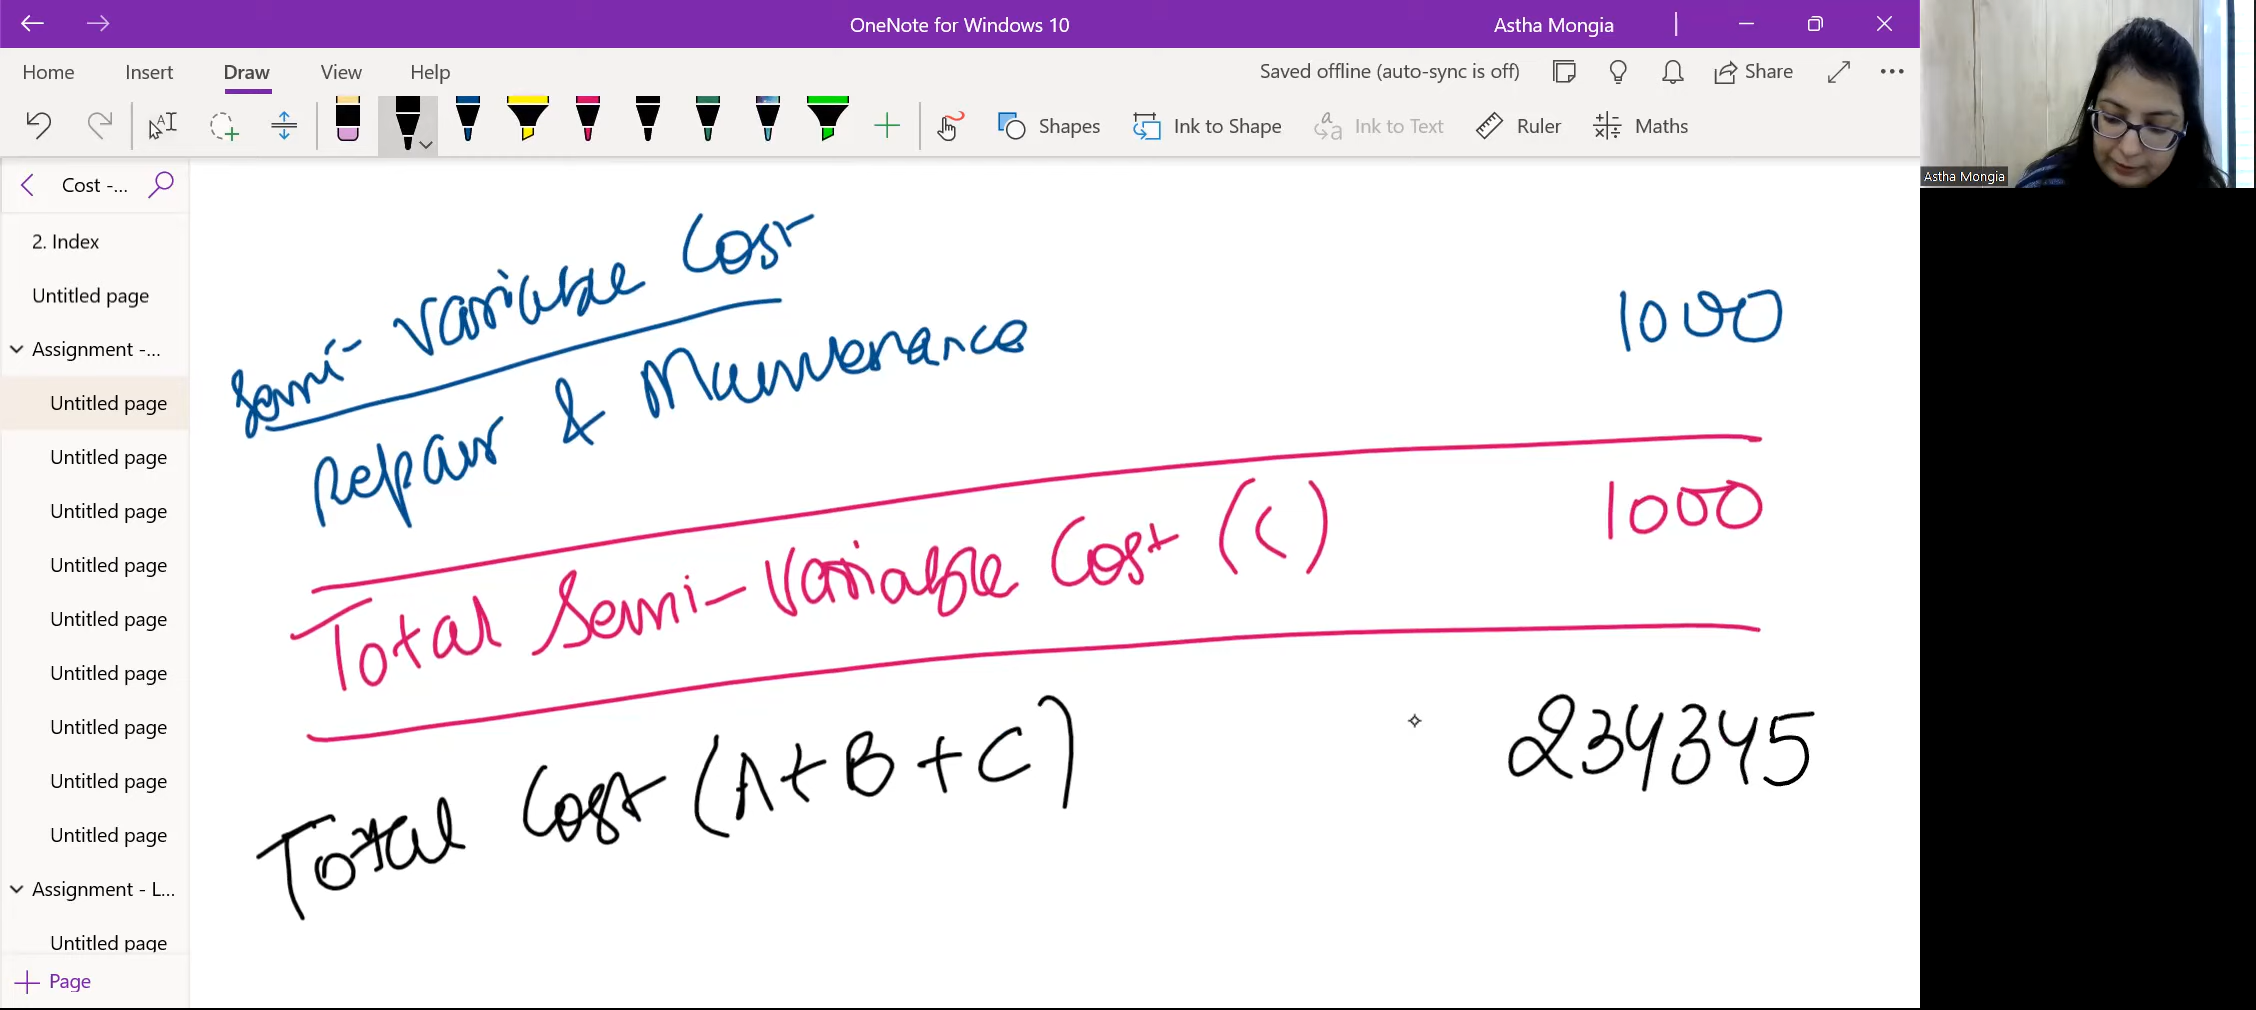 OneNote for Windows 10
Astha Mongia
Home Insert Draw View Help
Saved offline (auto-sync is off)
Share
Shapes
Ink to Shape
Ink to Text
Ruler
Maths
Astha Mongia
Cost -...
2. Index
Untitled page
Assignment -...
Untitled page
Untitled page
Untitled page
Untitled page
Untitled page
Untitled page
Untitled page
Untitled page
Untitled page
Assignment - L...
Untitled page
Page
Semi-Variable Cost
Repair & Maintenance 1000
Total Semi-Variable Cost (C) 1000
Total Cost (A+B+C) 234345